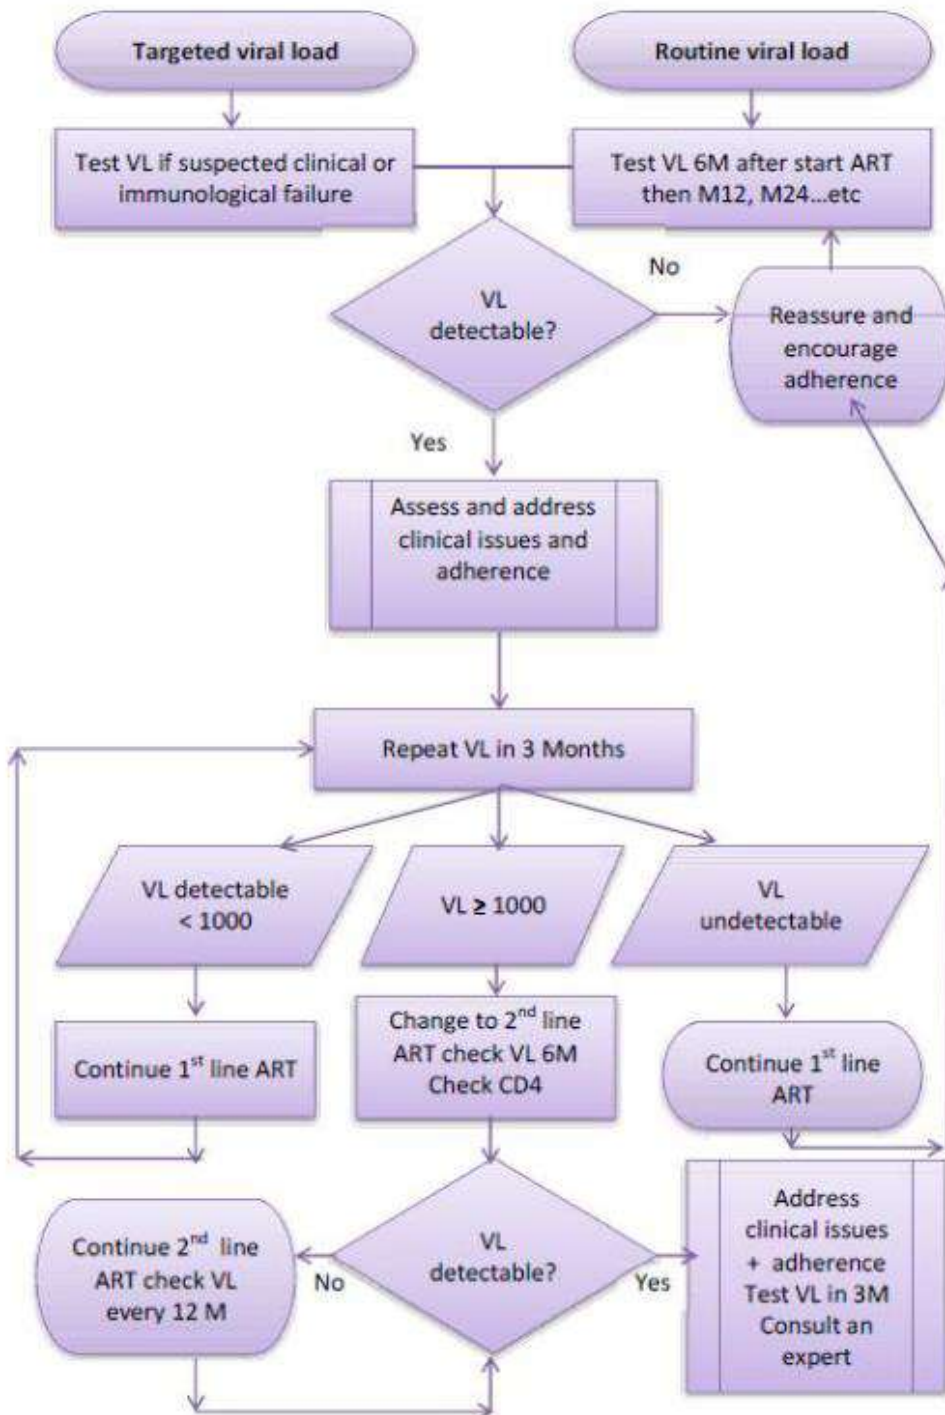 Targeted viral load
Routine viral load
Test VL if suspected clinical or
immunological failure
Test VL 6M after start ART
then M12, M24...etc
VL
detectable?
No
Reassure and
encourage
adherence
Yes
Assess and address
clinical issues and
adherence
Repeat VL in 3 Months
VL detectable
< 1000
VL ≥ 1000
VL
undetectable
Continue 1st line ART
Change to 2nd line
ART check VL 6M
Check CD4
Continue 1st line
ART
Continue 2nd line
ART check VL
every 12 M
No
VL
detectable?
Yes
Address
clinical issues
+ adherence
Test VL in 3M
Consult an
expert